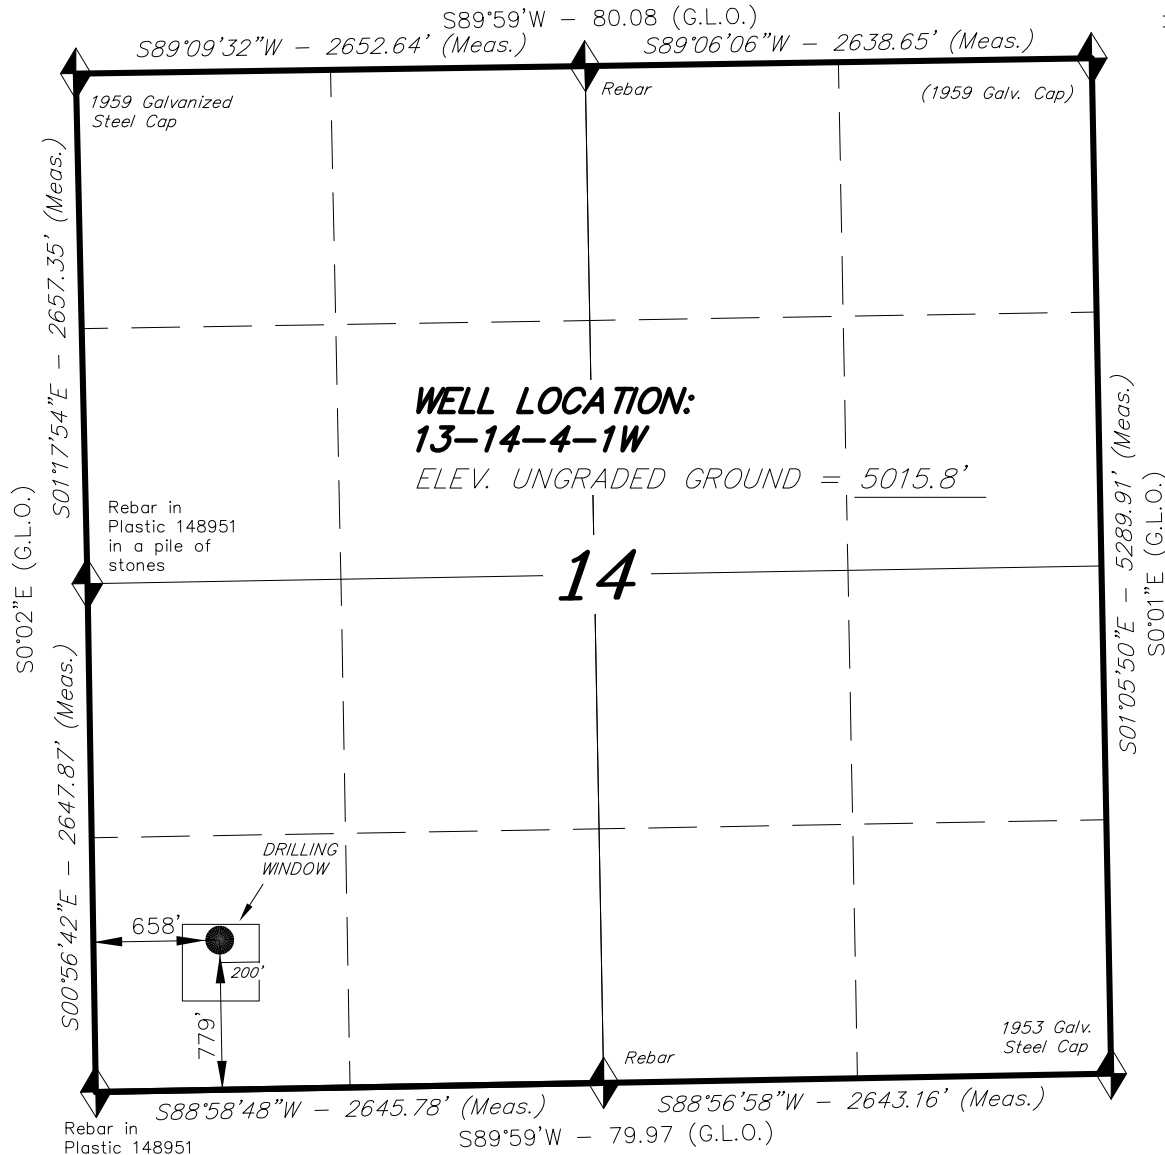 S89°59'W – 80.08 (G.L.O.)
S89°09'32"W – 2652.64' (Meas.)
S89°06'06"W – 2638.65' (Meas.)
1959 Galvanized
Steel Cap
Rebar
(1959 Galv. Cap)
S01°17'54"E – 2657.35' (Meas.)
WELL LOCATION:
13–14–4–1W
ELEV. UNGRADED GROUND = 5015.8'
S0°02"E (G.L.O.)
Rebar in
Plastic 148951
in a pile of
stones
14
S01°05'50"E – 5289.91' (Meas.)
S0°01"E (G.L.O.)
S00°56'42"E – 2647.87' (Meas.)
DRILLING
WINDOW
658'
200'
779'
1953 Galv.
Steel Cap
Rebar
S88°58'48"W – 2645.78' (Meas.)
S88°56'58"W – 2643.16' (Meas.)
Rebar in
Plastic 148951
S89°59'W – 79.97 (G.L.O.)